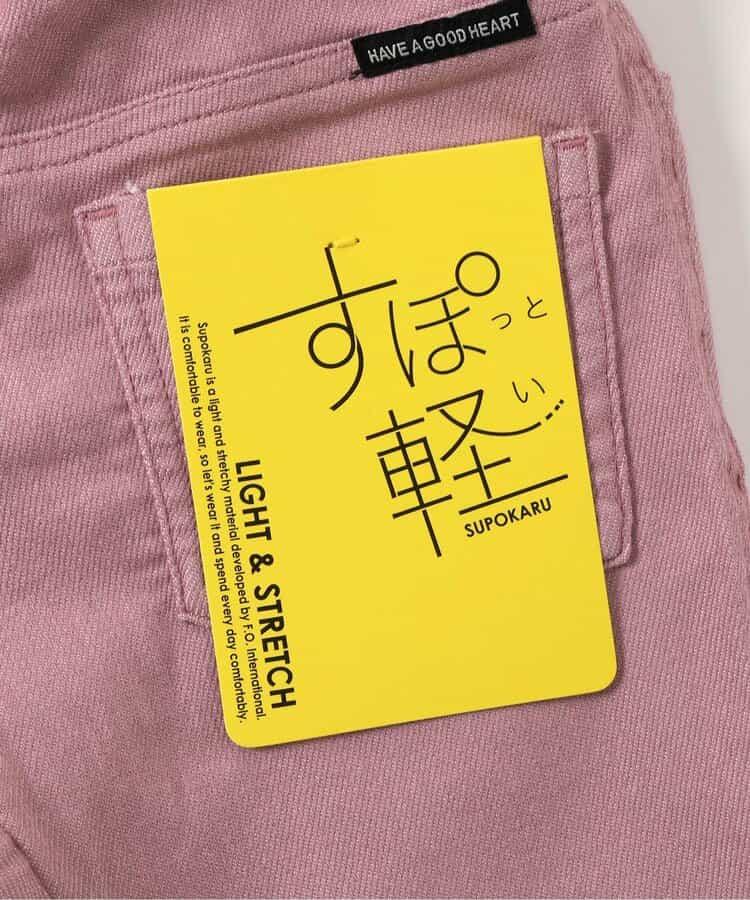 HAVE A GOOD HEART
すぽっと
軽い
SUPOKARU
LIGHT & STRETCH
Supokaru is a light and stretchy material developed by F.O. International.
It is comfortable to wear, so let's wear it and spend every day comfortably.